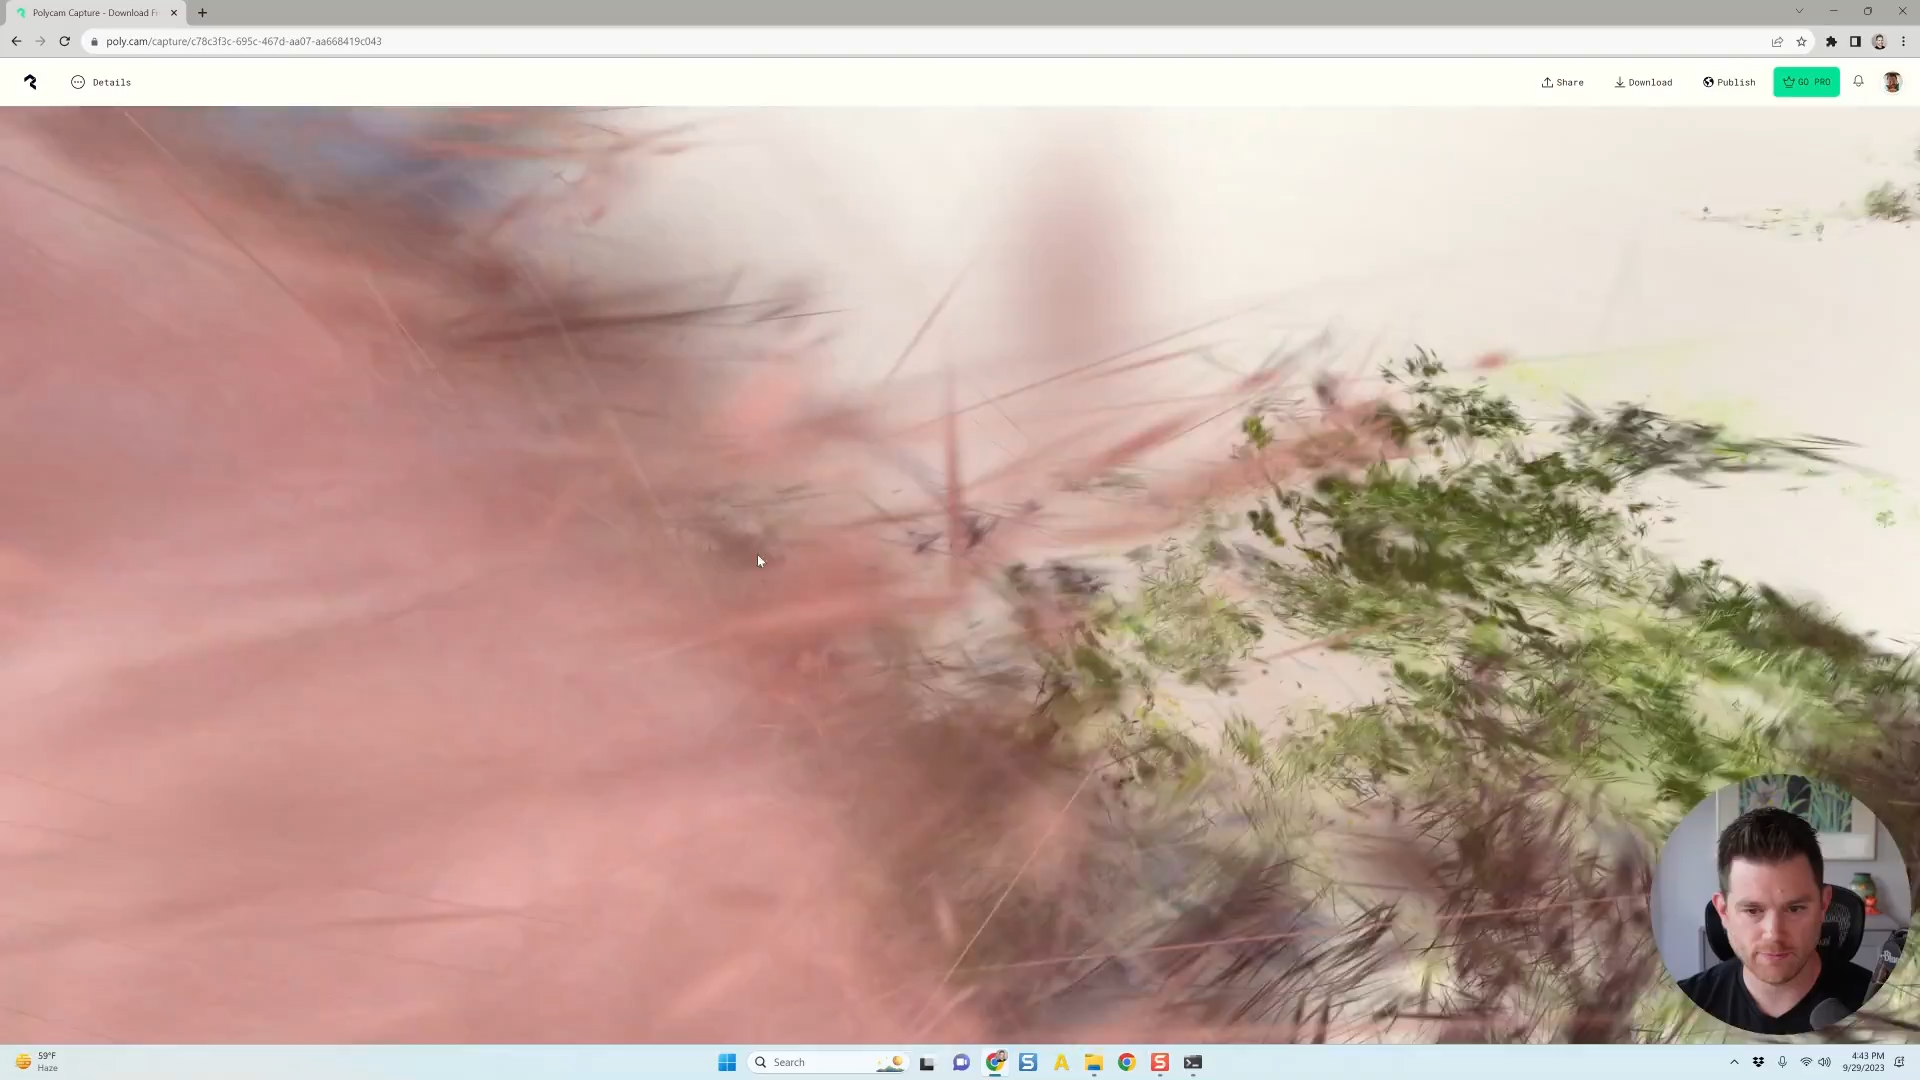 Polycam Capture - Download Fr
poly.cam/capture/c78c3f3c-695c-467d-aa07-aa668419c043
Details
Share
Download
Publish
GO PRO
59°F
Haze
Search
4:43 PM
9/29/2023